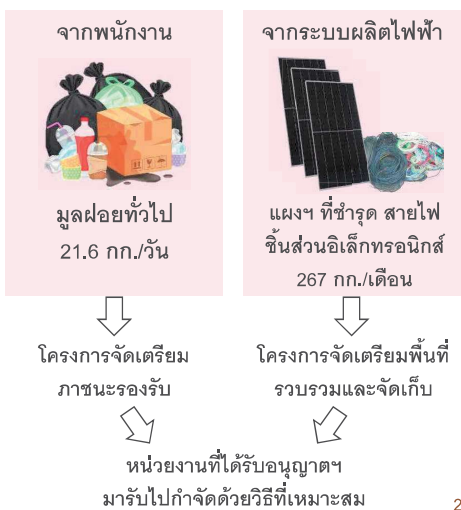 จากพนักงาน
มูลฝอยทั่วไป
21.6 กก./วัน
โครงการจัดเตรียม
ภาชนะรองรับ
จากระบบผลิตไฟฟ้า
แผงฯ ที่ชำรุด สายไฟ
ชิ้นส่วนอิเล็กทรอนิกส์
267 กก./เดือน
โครงการจัดเตรียมพื้นที่
รวบรวมและจัดเก็บ
หน่วยงานที่ได้รับอนุญาตฯ
มารับไปกำจัดด้วยวิธีที่เหมาะสม
2